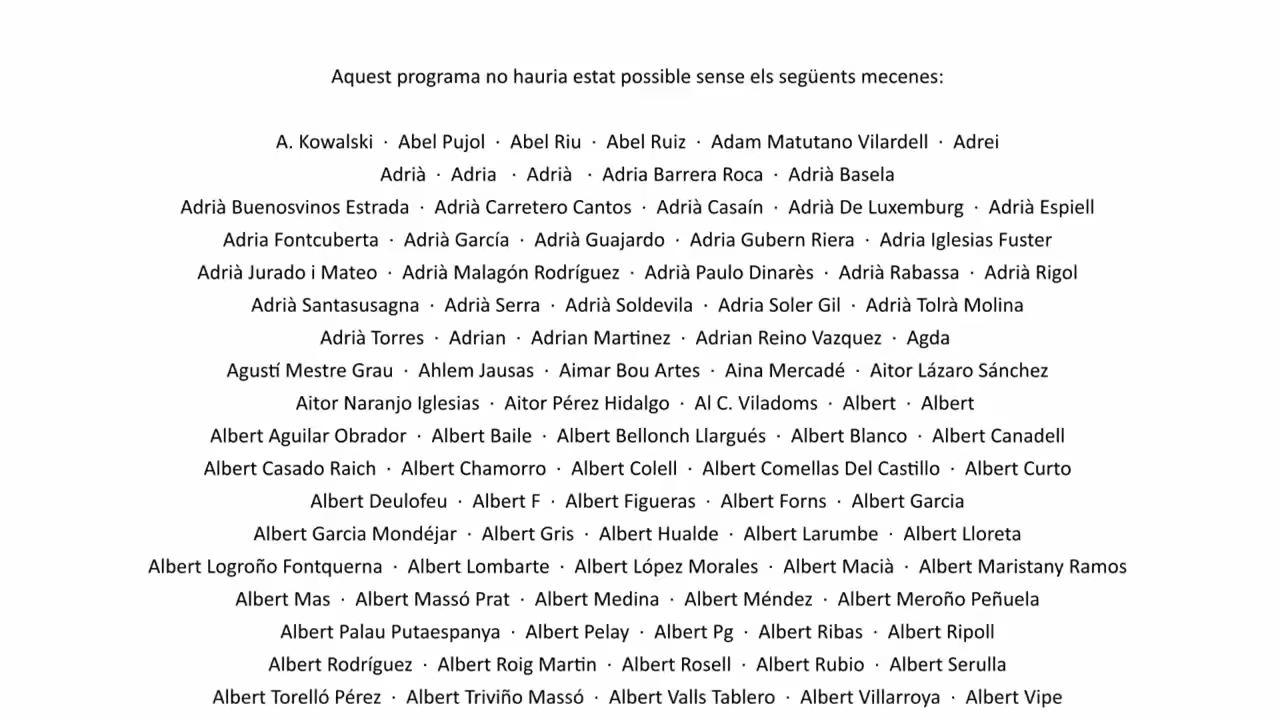 Aquest programa no hauria estat possible sense els següents mecenes:
A. Kowalski · Abel Pujol · Abel Riu · Abel Ruiz · Adam Matutano Vilardell · Adrei
Adrià · Adria · Adrià · Adria Barrera Roca · Adrià Basela
Adrià Buenosvinos Estrada · Adrià Carretero Cantos · Adrià Casaín · Adrià De Luxemburg · Adrià Espiell
Adria Fontcuberta · Adrià García · Adrià Guajardo · Adria Gubern Riera · Adria Iglesias Fuster
Adrià Jurado i Mateo · Adrià Malagón Rodríguez · Adrià Paulo Dinarès · Adrià Rabassa · Adrià Rigol
Adrià Santasusagna · Adrià Serra · Adrià Soldevila · Adria Soler Gil · Adrià Tolrà Molina
Adrià Torres · Adrian · Adrian Martinez · Adrian Reino Vazquez · Agda
Agustí Mestre Grau · Ahlem Jausas · Aimar Bou Artes · Aina Mercadé · Aitor Lázaro Sánchez
Aitor Naranjo Iglesias · Aitor Pérez Hidalgo · Al C. Viladoms · Albert · Albert
Albert Aguilar Obrador · Albert Baile · Albert Bellonch Llargués · Albert Blanco · Albert Canadell
Albert Casado Raich · Albert Chamorro · Albert Colell · Albert Comellas Del Castillo · Albert Curto
Albert Deulofeu · Albert F · Albert Figueras · Albert Forns · Albert Garcia
Albert Garcia Mondéjar · Albert Gris · Albert Hualde · Albert Larumbe · Albert Lloreta
Albert Logroño Fontquerna · Albert Lombarte · Albert López Morales · Albert Macià · Albert Maristany Ramos
Albert Mas · Albert Massó Prat · Albert Medina · Albert Méndez · Albert Meroño Peñuela
Albert Palau Putaespanya · Albert Pelay · Albert Pg · Albert Ribas · Albert Ripoll
Albert Rodríguez · Albert Roig Martin · Albert Rosell · Albert Rubio · Albert Serulla
Albert Torelló Pérez · Albert Triviño Massó · Albert Valls Tablero · Albert Villarroya · Albert Vipe